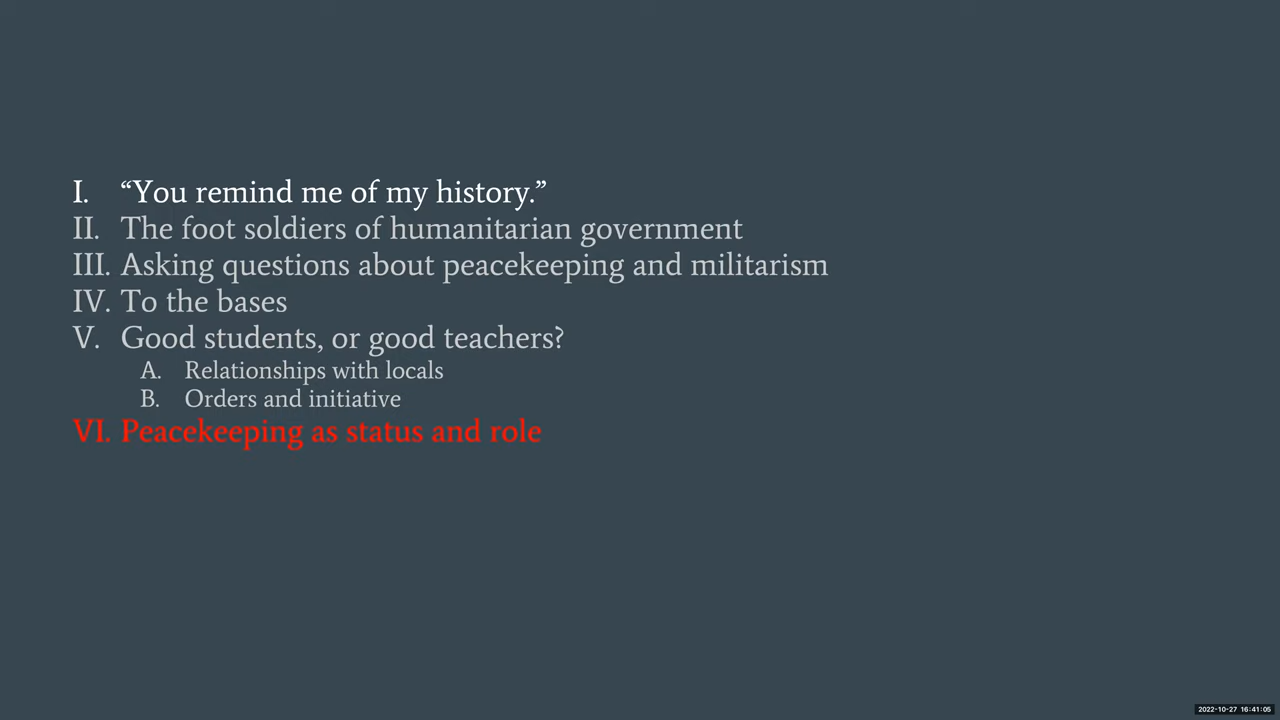 I. “You remind me of my history.”
II. The foot soldiers of humanitarian government
III. Asking questions about peacekeeping and militarism
IV. To the bases
V. Good students, or good teachers?
A. Relationships with locals
B. Orders and initiative
VI. Peacekeeping as status and role
2022-10-27 16:41:05